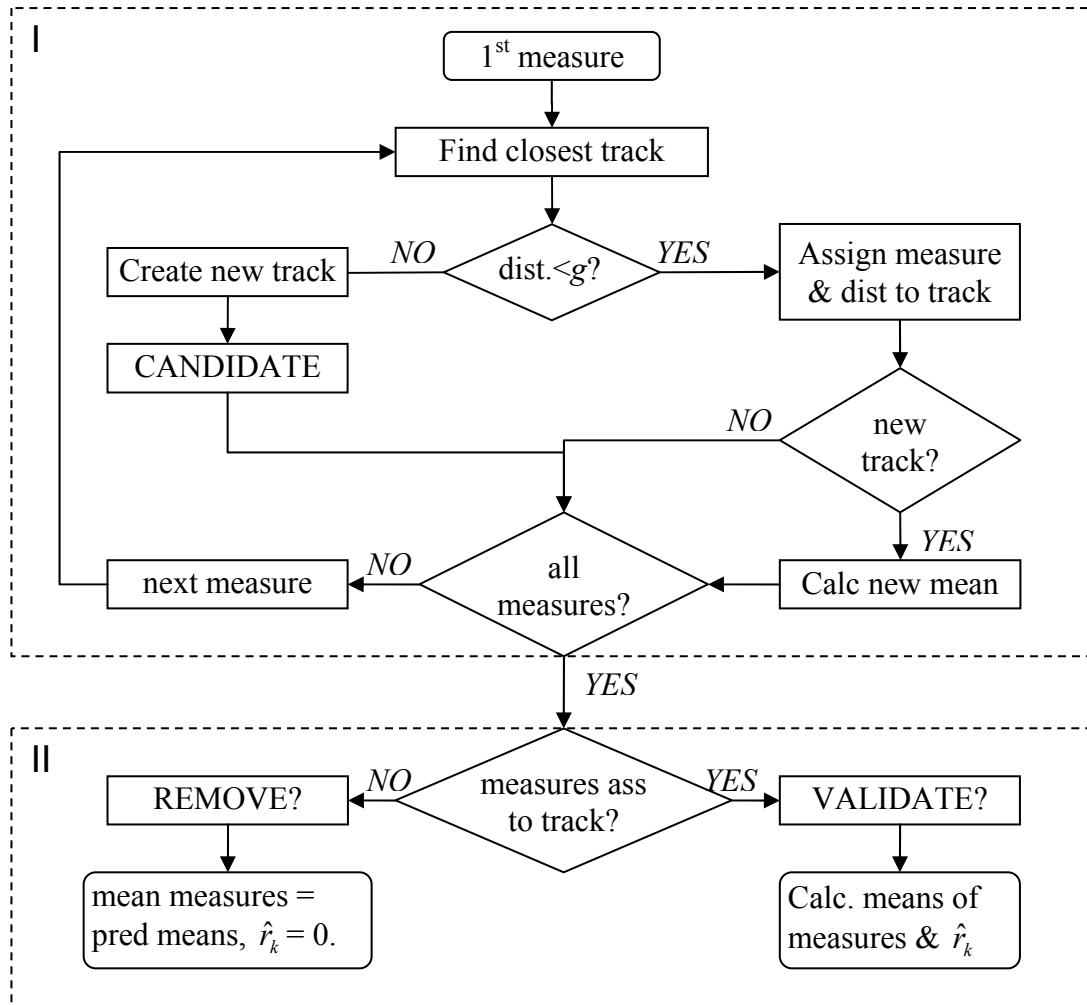 I
1st measure
Find closest track
NO
dist.<g?
YES
Assign measure
& dist to track
Create new track
CANDIDATE
NO
new
track?
YES
next measure
NO
all
measures?
Calc new mean
YES
II
REMOVE?
NO
measures ass
to track?
YES
VALIDATE?
mean measures =
pred means, r̂ₖ = 0.
Calc. means of
measures & r̂ₖ